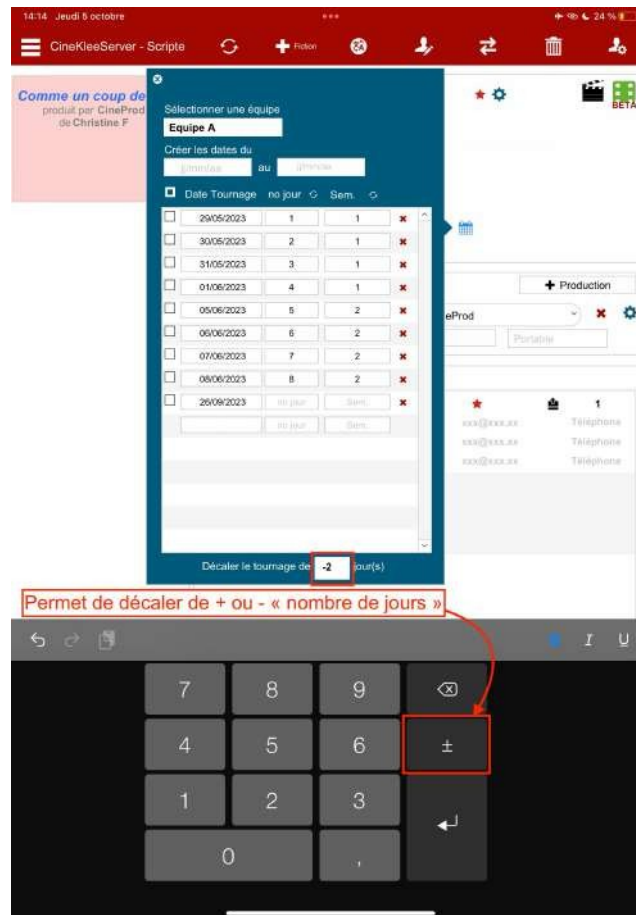 14:14 Jeudi 5 octobre
24 %
CineKleeServer - Scripte
Fiction
Comme un coup de
produit par CineProd
de Christine F
BETA
Sélectionner une équipe
Equipe A
Créer les dates du
jj/mm/aa au jj/mm/aa
Date Tournage no jour Sem.
29/05/2023 1 1
30/05/2023 2 1
31/05/2023 3 1
01/06/2023 4 1
05/06/2023 5 2
06/06/2023 6 2
07/06/2023 7 2
08/06/2023 8 2
26/09/2023 no jour Sem.
no jour Sem.
Production
eProd
Portable
1
xxx@xxx.xx Téléphone
xxx@xxx.xx Téléphone
xxx@xxx.xx Téléphone
Décaler le tournage de -2 jour(s)
Permet de décaler de + ou - « nombre de jours »
I U
7 8 9
4 5 6 ±
1 2 3
0 ,